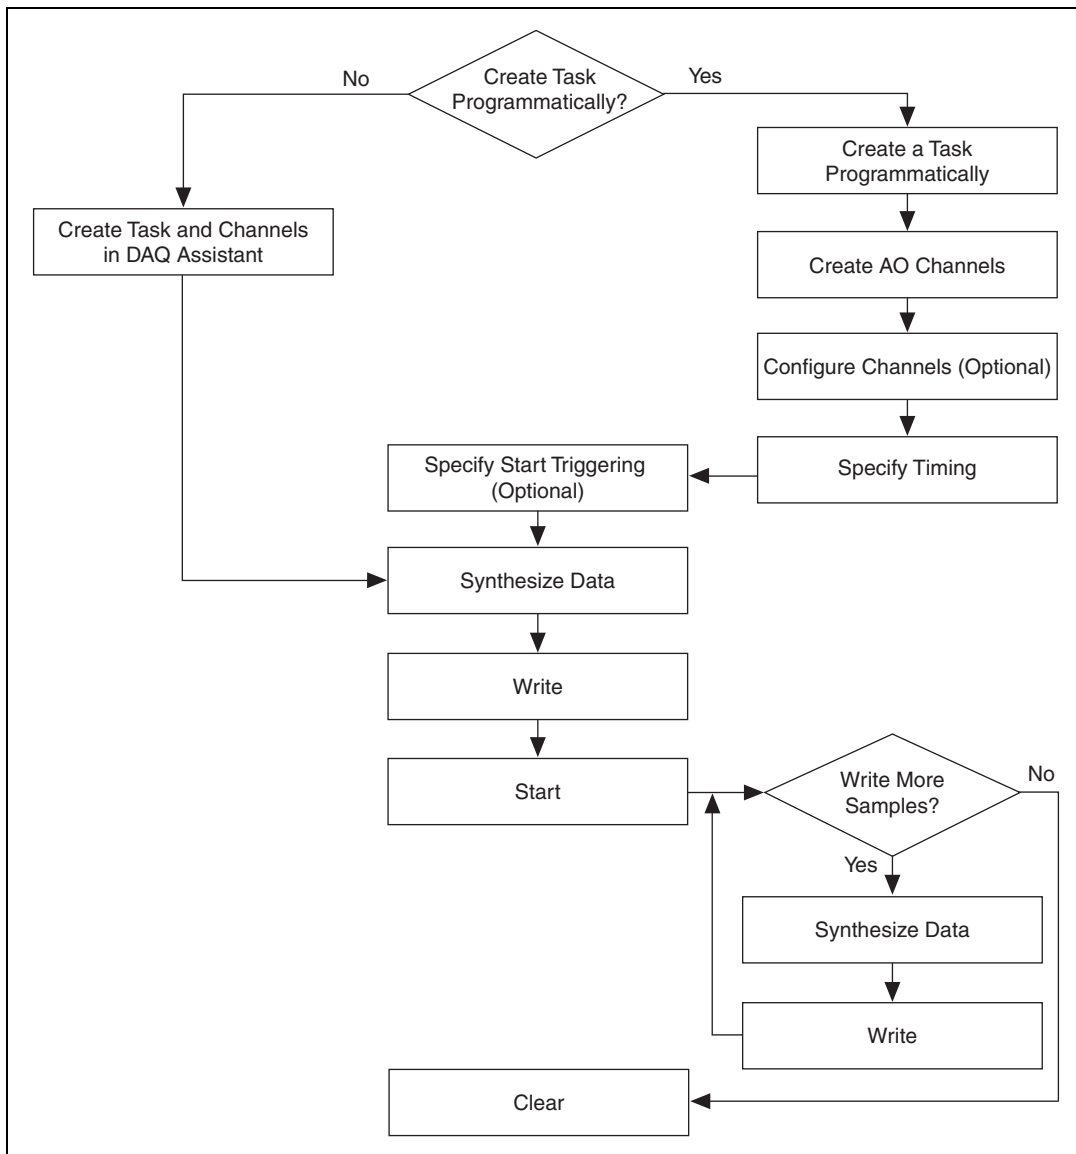 No
Create Task
Programmatically?
Yes
Create a Task
Programmatically
Create Task and Channels
in DAQ Assistant
Create AO Channels
Configure Channels (Optional)
Specify Start Triggering
(Optional)
Specify Timing
Synthesize Data
Write
Start
Write More
Samples?
No
Yes
Synthesize Data
Write
Clear